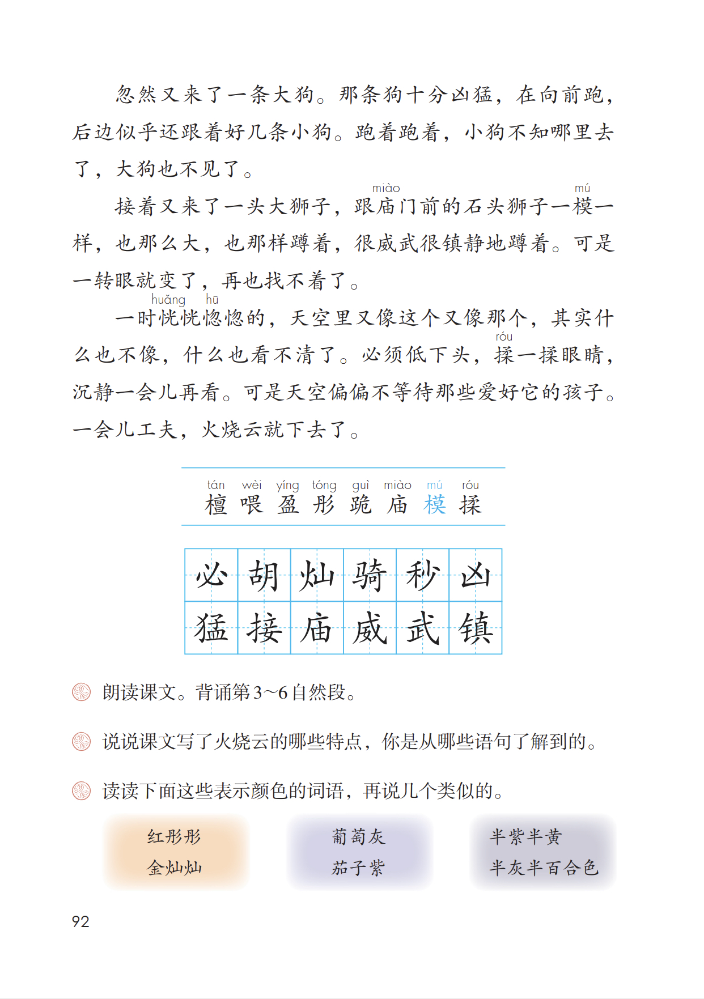 忽然又来了一条大狗。那条狗十分凶猛，在向前跑，
后边似乎还跟着好几条小狗。跑着跑着，小狗不知哪里去
了，大狗也不见了。
miào mú
接着又来了一头大狮子，跟庙门前的石头狮子一模一
样，也那么大，也那样蹲着，很威武很镇静地蹲着。可是
一转眼就变了，再也找不着了。
huǎng hū
一时恍恍惚惚的，天空里又像这个又像那个，其实什
róu
么也不像，什么也看不清了。必须低下头，揉一揉眼睛，
沉静一会儿再看。可是天空偏偏不等待那些爱好它的孩子。
一会儿工夫，火烧云就下去了。
tán wèi yíng tóng guì miào mú róu
檀 喂 盈 彤 跪 庙 模 揉
必 胡 灿 骑 秒 凶
猛 接 庙 威 武 镇
朗读课文。背诵第3～6自然段。
说说课文写了火烧云的哪些特点，你是从哪些语句了解到的。
读读下面这些表示颜色的词语，再说几个类似的。
红彤彤 葡萄灰 半紫半黄
金灿灿 茄子紫 半灰半百合色
92